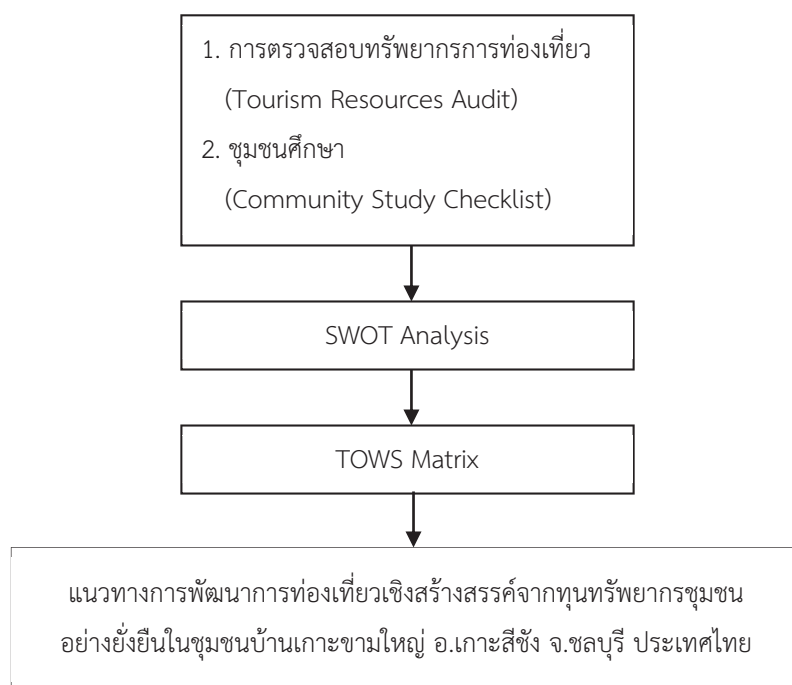 1. การตรวจสอบทรัพยากรการท่องเที่ยว
(Tourism Resources Audit)
2. ชุมชนศึกษา
(Community Study Checklist)
SWOT Analysis
TOWS Matrix
แนวทางการพัฒนาการท่องเที่ยวเชิงสร้างสรรค์จากทุนทรัพยากรชุมชน
อย่างยั่งยืนในชุมชนบ้านเกาะขามใหญ่ อ.เกาะสีชัง จ.ชลบุรี ประเทศไทย